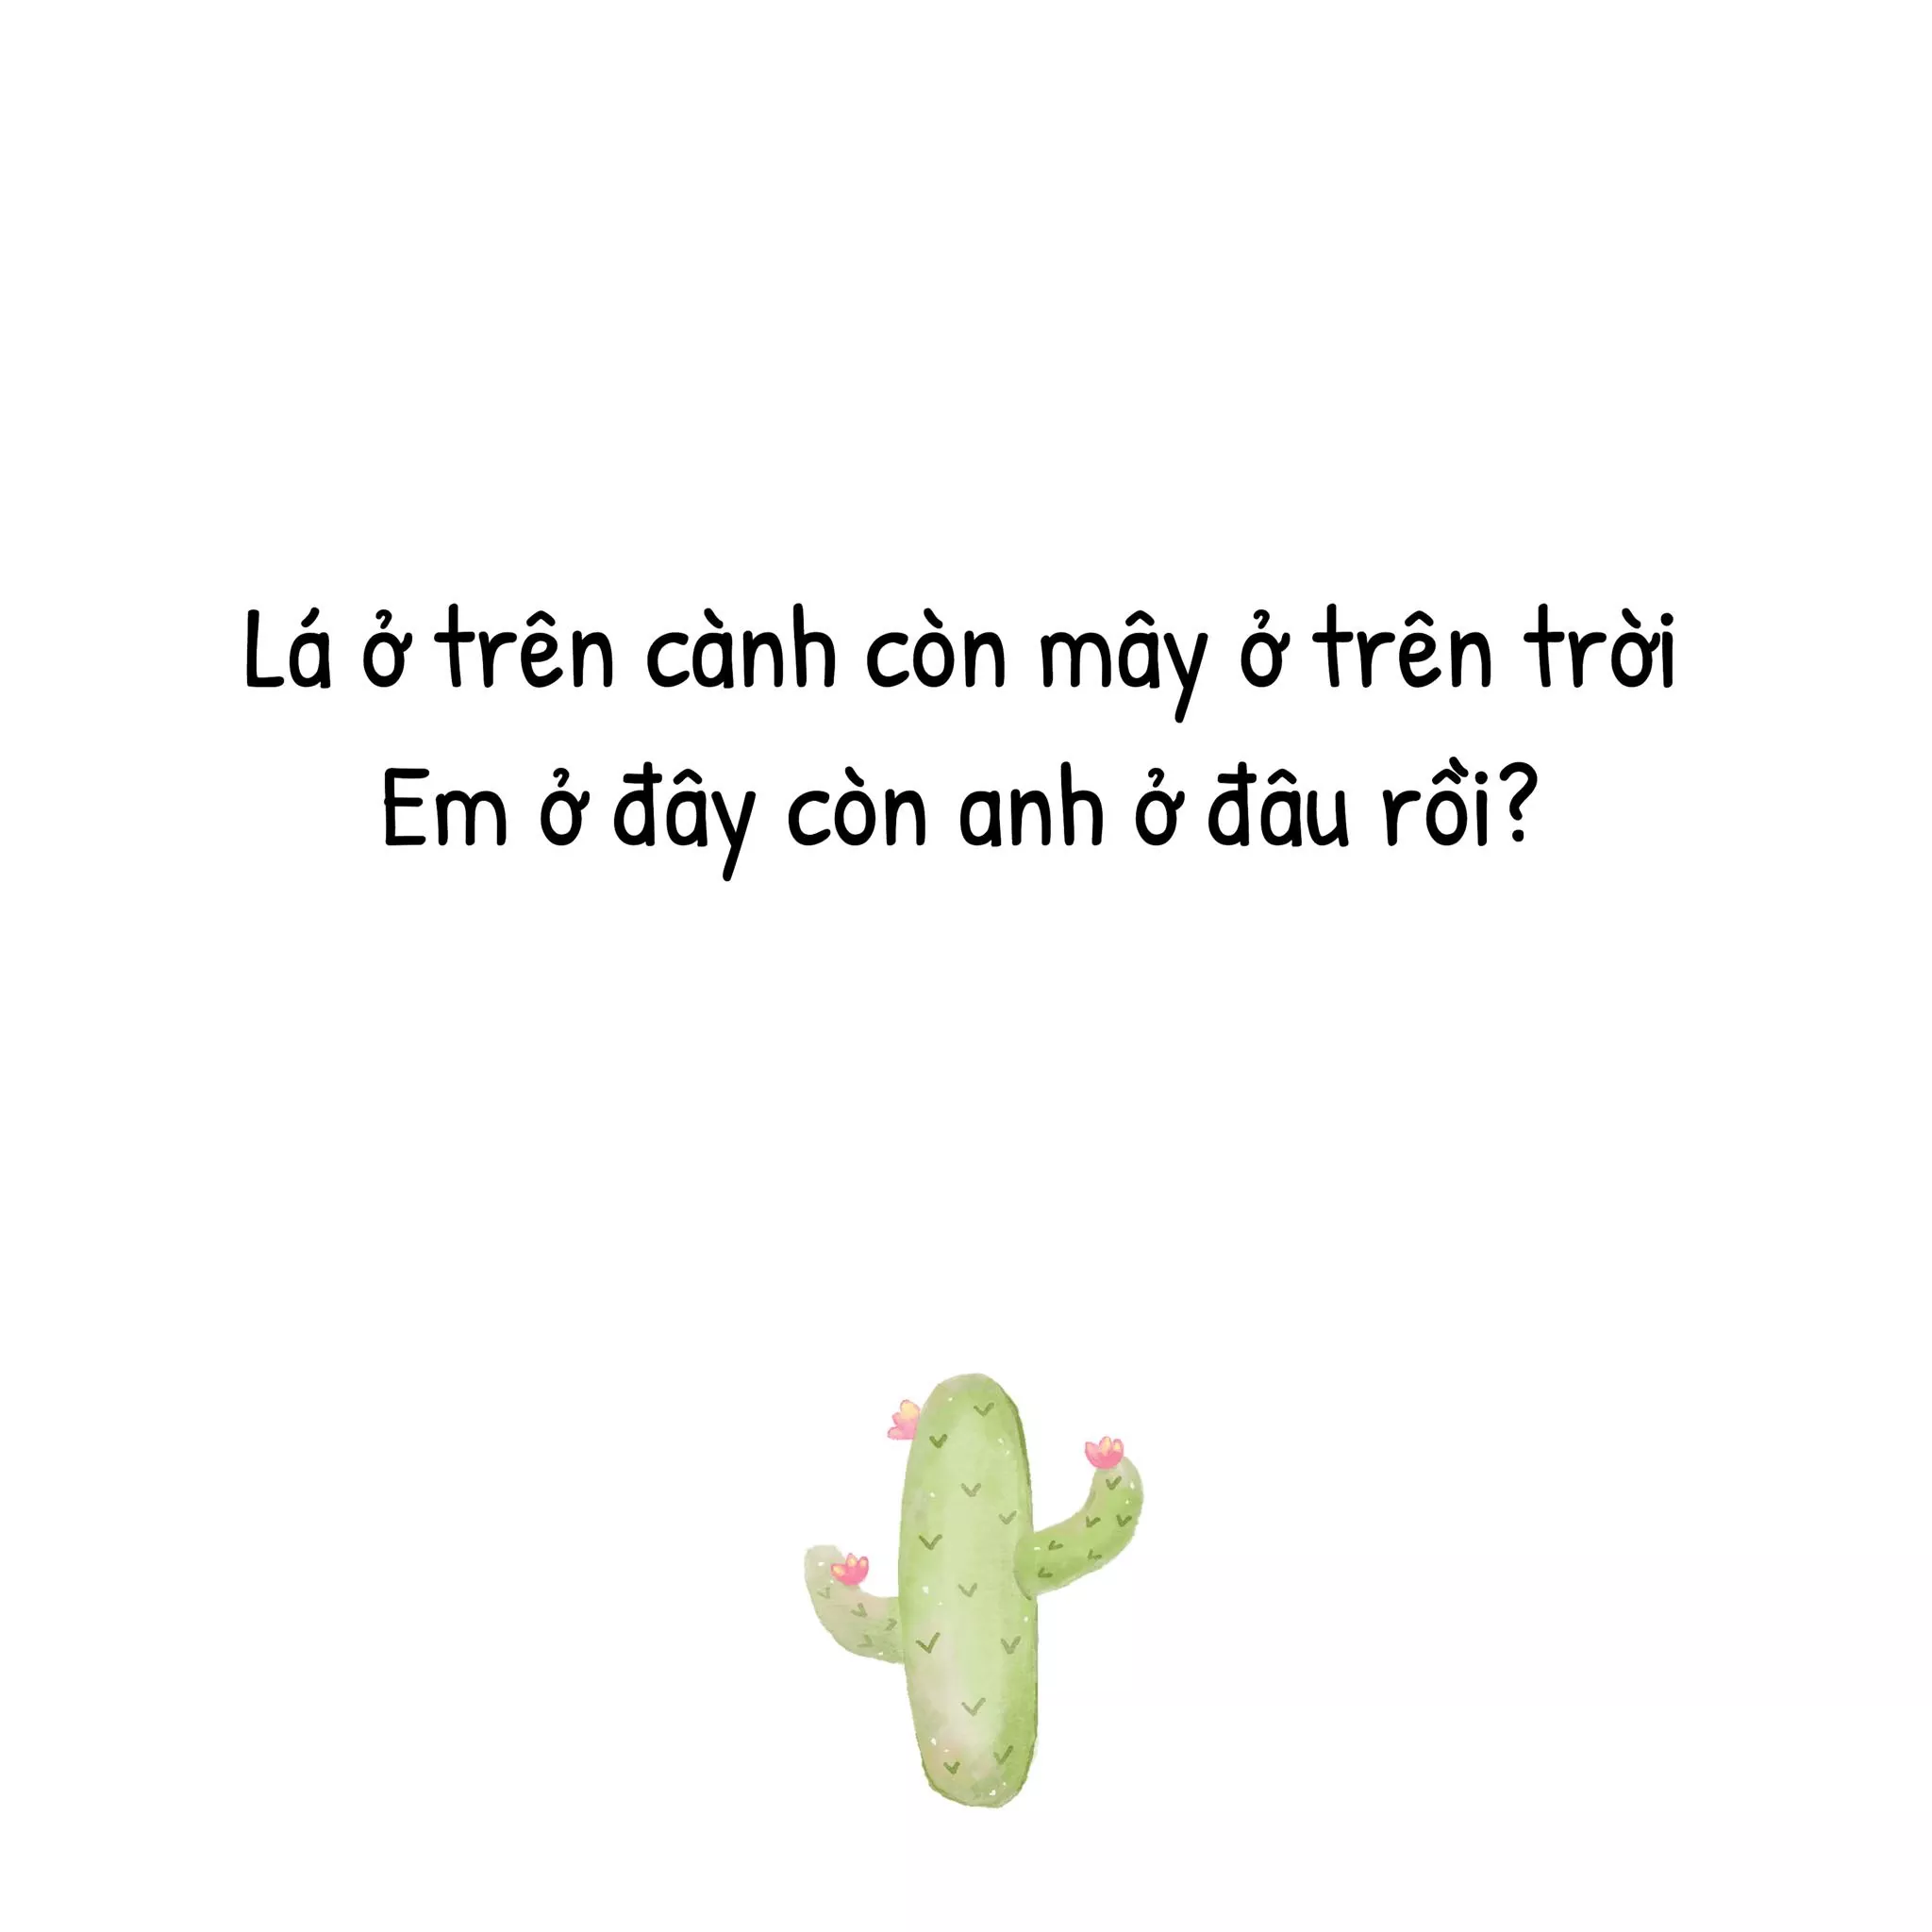 Lá ở trên cành còn mây ở trên trời
Em ở đây còn anh ở đâu rồi?